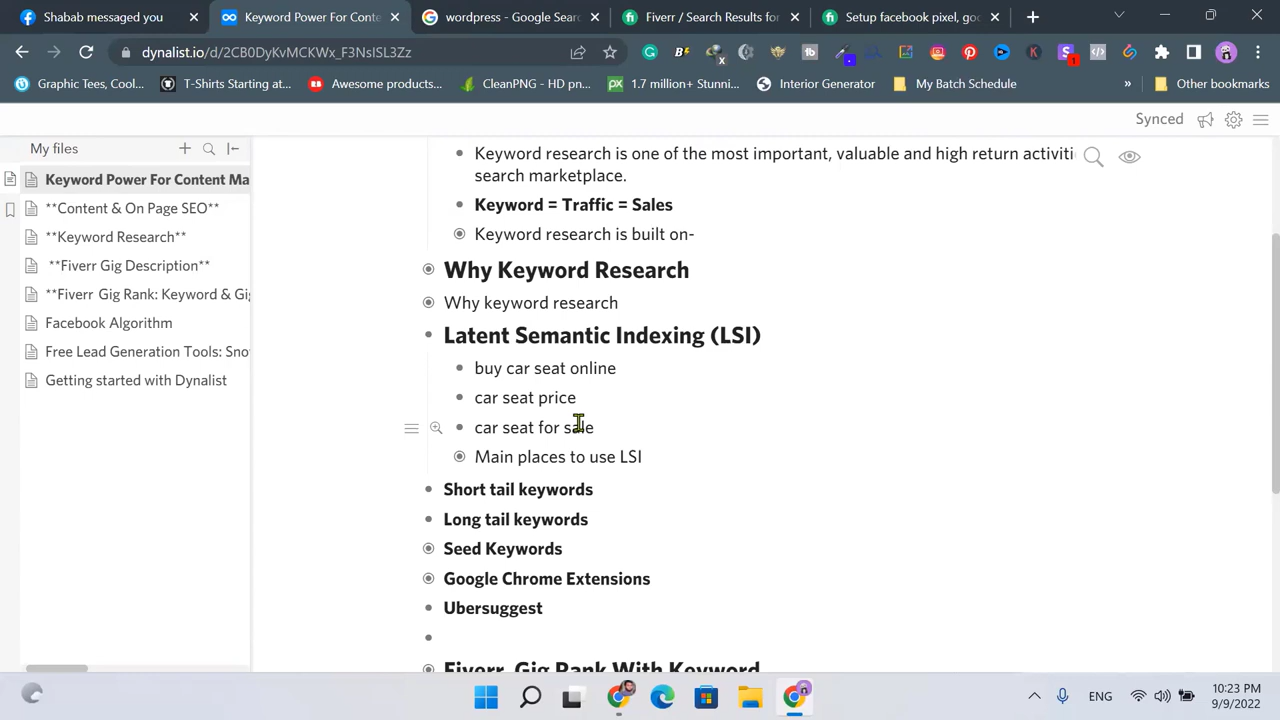 Shabab messaged you
Keyword Power For Conte
wordpress - Google Sear
Fiverr / Search Results for
Setup facebook pixel, goo
dynalist.io/d/2CB0DyKvMCKWx_F3NsISL3Zz
Graphic Tees, Cool...
T-Shirts Starting at...
Awesome products...
CleanPNG - HD pn...
1.7 million+ Stunni...
Interior Generator
My Batch Schedule
»
Other bookmarks
Synced
My files
Keyword Power For Content Ma
**Content & On Page SEO**
**Keyword Research**
**Fiverr Gig Description**
**Fiverr Gig Rank: Keyword & Gi
Facebook Algorithm
Free Lead Generation Tools: Sno
Getting started with Dynalist
Keyword research is one of the most important, valuable and high return activiti
search marketplace.
Keyword = Traffic = Sales
Keyword research is built on-
Why Keyword Research
Why keyword research
Latent Semantic Indexing (LSI)
buy car seat online
car seat price
car seat for sale
Main places to use LSI
Short tail keywords
Long tail keywords
Seed Keywords
Google Chrome Extensions
Ubersuggest
Fiverr Gig Rank With Keyword
ENG
10:23 PM
9/9/2022